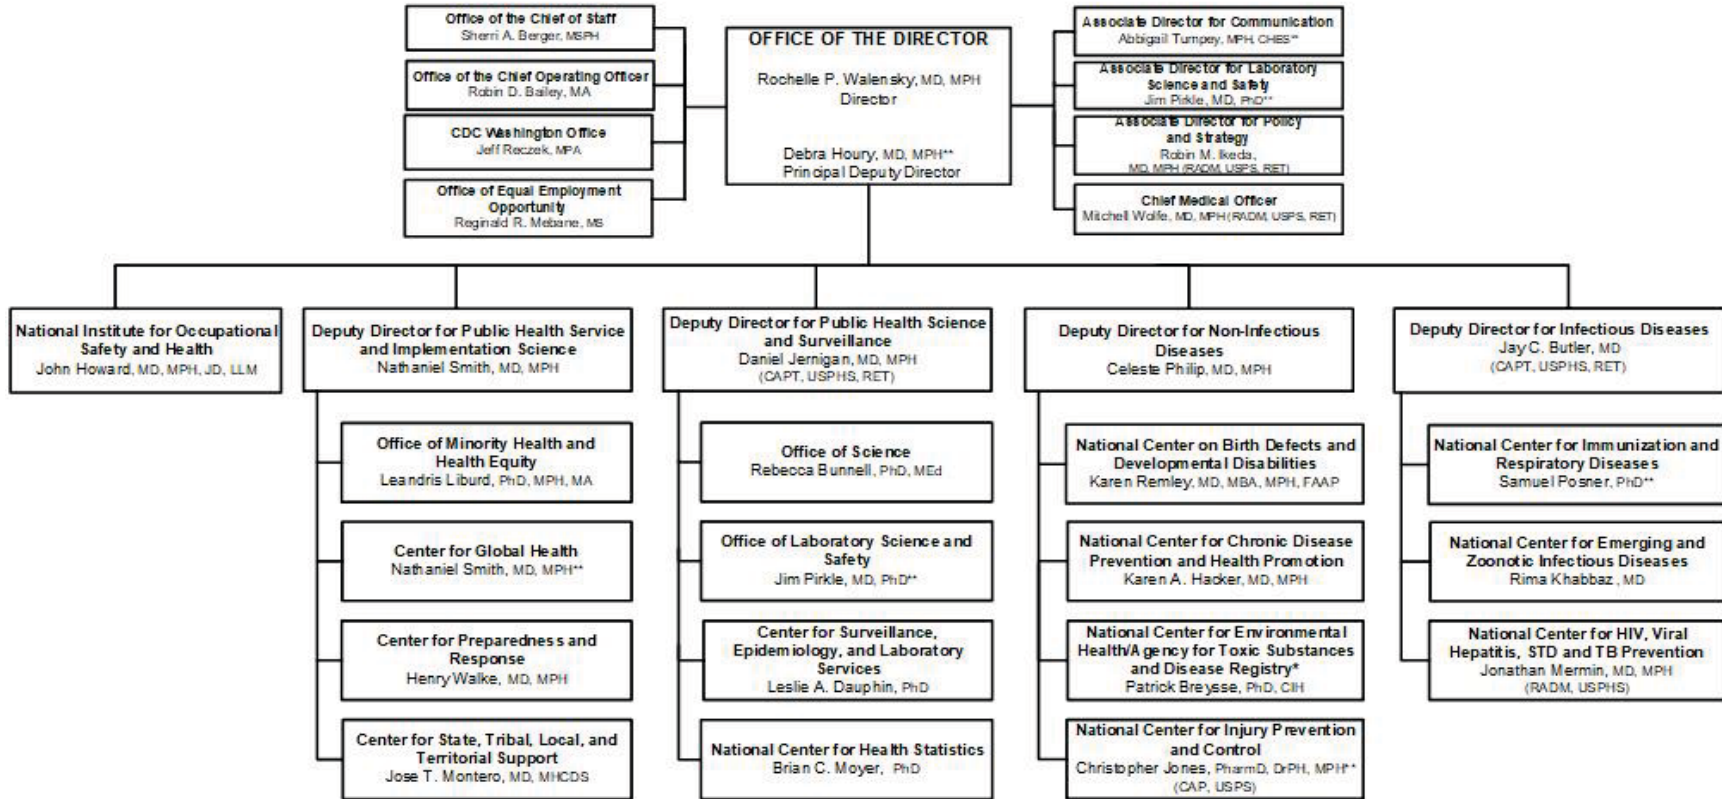 Office of the Chief of Staff
Sherri A. Berger, MSPH
Office of the Chief Operating Officer
Robin D. Bailey, MA
CDC Washington Office
Jeff Reczek, MPA
Office of Equal Employment
Opportunity
Reginald R. Mebane, MS
OFFICE OF THE DIRECTOR
Rochelle P. Walensky, MD, MPH
Director
Debra Houry, MD, MPH**
Principal Deputy Director
Associate Director for Communication
Abbigail Tumpey, MPH, CHES**
Associate Director for Laboratory
Science and Safety
Jim Pirkle, MD, PhD**
Associate Director for Policy
and Strategy
Robin M. Ikeda,
MD, MPH (RADM, USPS, RET)
Chief Medical Officer
Mitchell Wolfe, MD, MPH (RADM, USPS, RET)
National Institute for Occupational
Safety and Health
John Howard, MD, MPH, JD, LLM
Deputy Director for Public Health Service
and Implementation Science
Nathaniel Smith, MD, MPH
Office of Minority Health and
Health Equity
Leandris Liburd, PhD, MPH, MA
Center for Global Health
Nathaniel Smith, MD, MPH**
Center for Preparedness and
Response
Henry Walke, MD, MPH
Center for State, Tribal, Local, and
Territorial Support
Jose T. Montero, MD, MHCDS
Deputy Director for Public Health Science
and Surveillance
Daniel Jernigan, MD, MPH
(CAPT, USPHS, RET)
Office of Science
Rebecca Bunnell, PhD, MEd
Office of Laboratory Science and
Safety
Jim Pirkle, MD, PhD**
Center for Surveillance,
Epidemiology, and Laboratory
Services
Leslie A. Dauphin, PhD
National Center for Health Statistics
Brian C. Moyer, PhD
Deputy Director for Non-Infectious
Diseases
Celeste Philip, MD, MPH
National Center on Birth Defects and
Developmental Disabilities
Karen Remley, MD, MBA, MPH, FAAP
National Center for Chronic Disease
Prevention and Health Promotion
Karen A. Hacker, MD, MPH
National Center for Environmental
Health/Agency for Toxic Substances
and Disease Registry*
Patrick Breysse, PhD, CIH
National Center for Injury Prevention
and Control
Christopher Jones, PharmD, DrPH, MPH**
(CAP, USPS)
Deputy Director for Infectious Diseases
Jay C. Butler, MD
(CAPT, USPHS, RET)
National Center for Immunization and
Respiratory Diseases
Samuel Posner, PhD**
National Center for Emerging and
Zoonotic Infectious Diseases
Rima Khabbaz, MD
National Center for HIV, Viral
Hepatitis, STD and TB Prevention
Jonathan Mermin, MD, MPH
(RADM, USPHS)